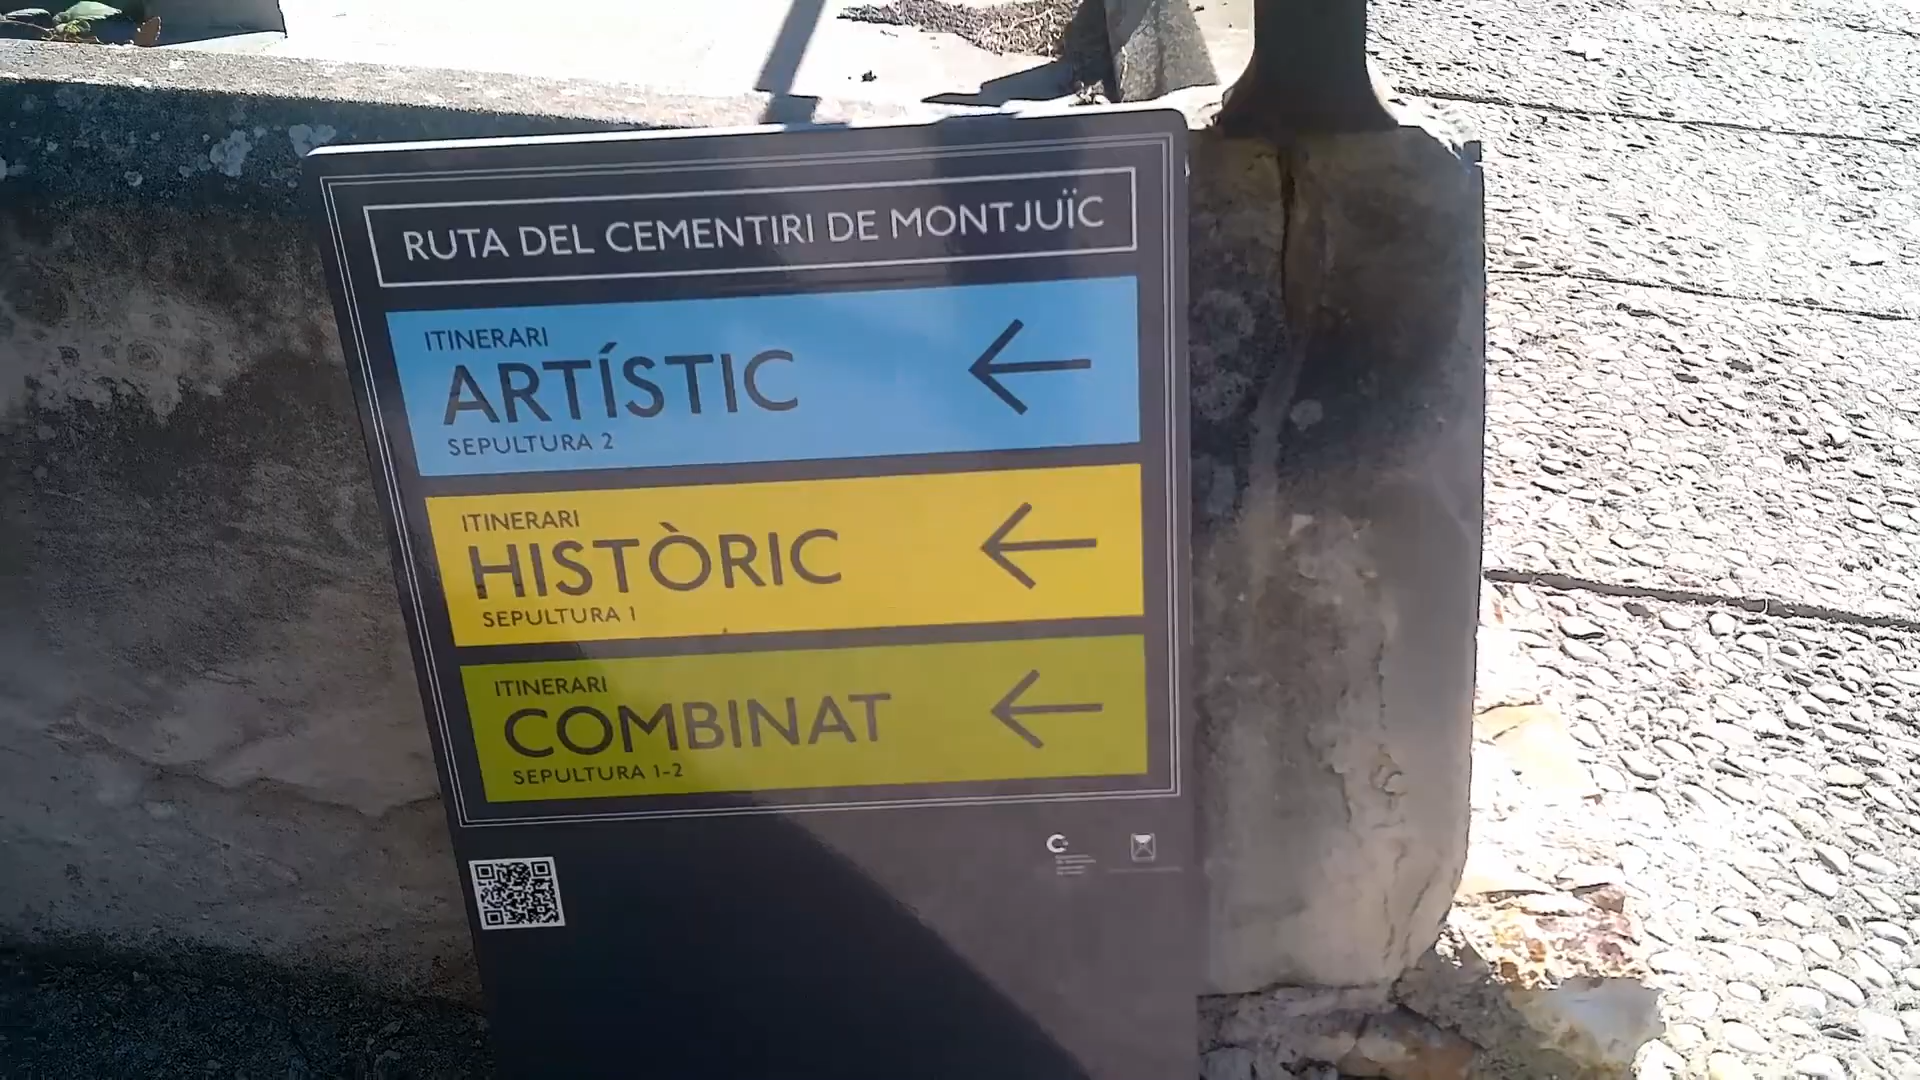 RUTA DEL CEMENTIRI DE MONTJUÏC
ITINERARI
ARTÍSTIC
SEPULTURA 2
ITINERARI
HISTÒRIC
SEPULTURA 1
ITINERARI
COMBINAT
SEPULTURA 1-2